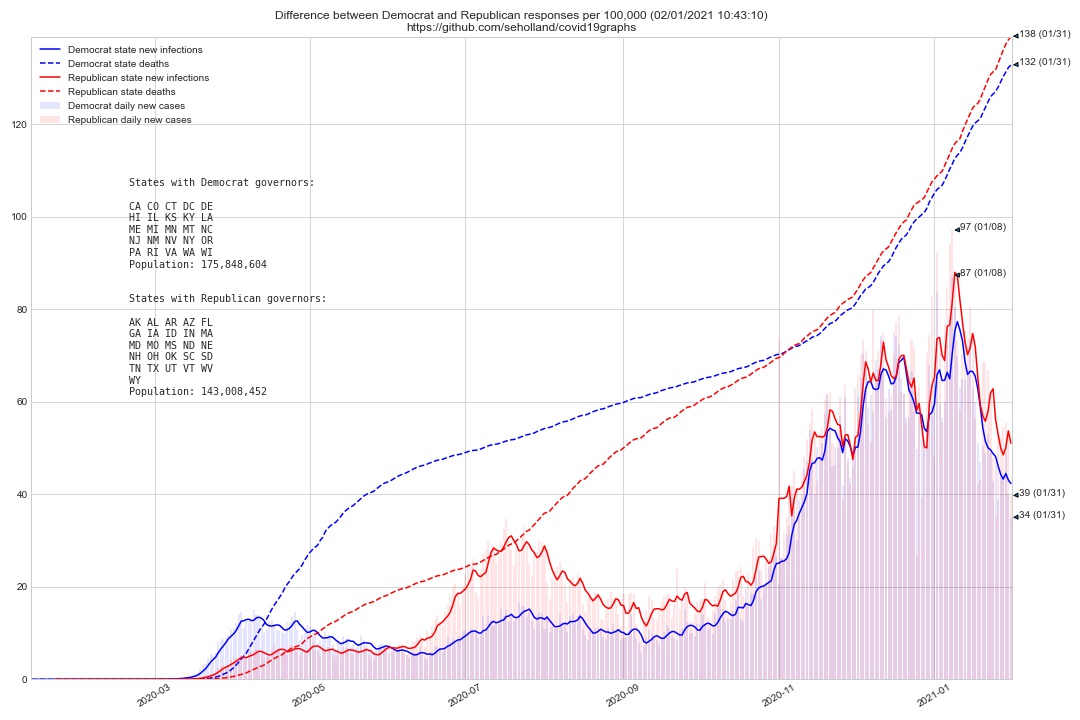 Difference between Democrat and Republican responses per 100,000 (02/01/2021 10:43:10)
https://github.com/seholland/covid19graphs
Democrat state new infections
Democrat state deaths
Republican state new infections
Republican state deaths
Democrat daily new cases
Republican daily new cases
138 (01/31)
132 (01/31)
120
States with Democrat governors:
CA CO CT DC DE
HI IL KS KY LA
ME MI MN MT NC
NJ NM NV NY OR
PA RI VA WA WI
Population: 175,848,604
100
97 (01/08)
87 (01/08)
States with Republican governors:
AK AL AR AZ FL
GA IA ID IN MA
MD MO MS ND NE
NH OH OK SC SD
TN TX UT VT WV
WY
Population: 143,008,452
80
60
40
39 (01/31)
34 (01/31)
20
0
2020-03
2020-05
2020-07
2020-09
2020-11
2021-01